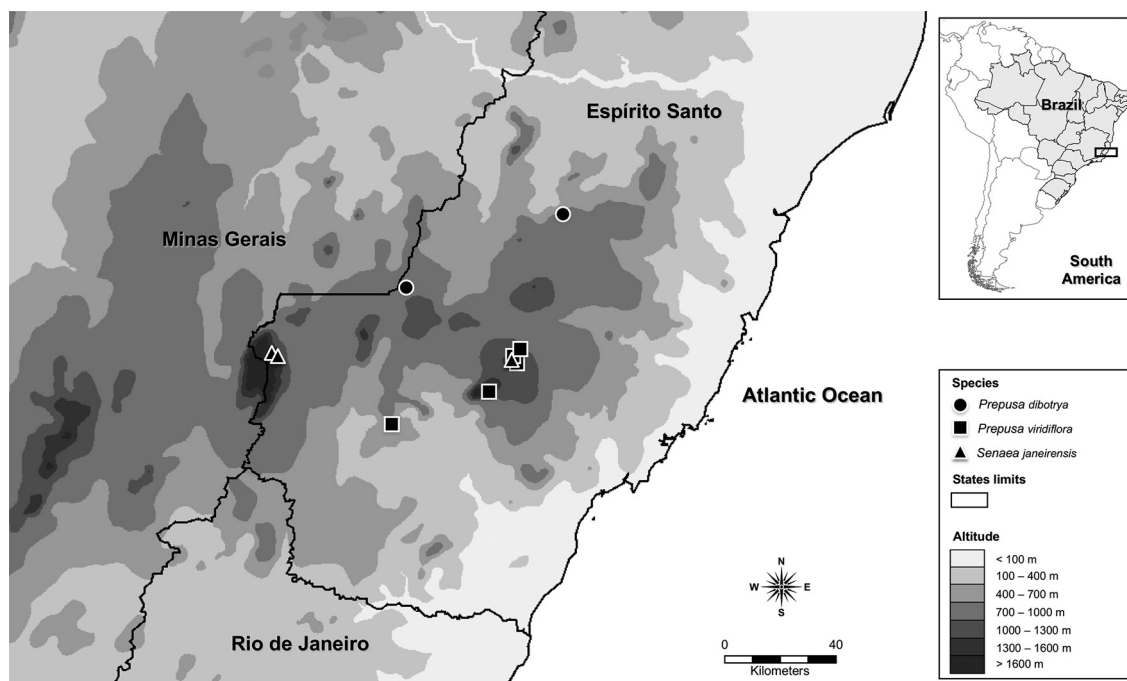 Espírito Santo
Minas Gerais
Atlantic Ocean
Rio de Janeiro
N
W E
S
0 40
Kilometers
Brazil
South
America
Species
Prepusa dibotrya
Prepusa viridiflora
Senaea janeirensis
States limits
Altitude
< 100 m
100 – 400 m
400 – 700 m
700 – 1000 m
1000 – 1300 m
1300 – 1600 m
> 1600 m